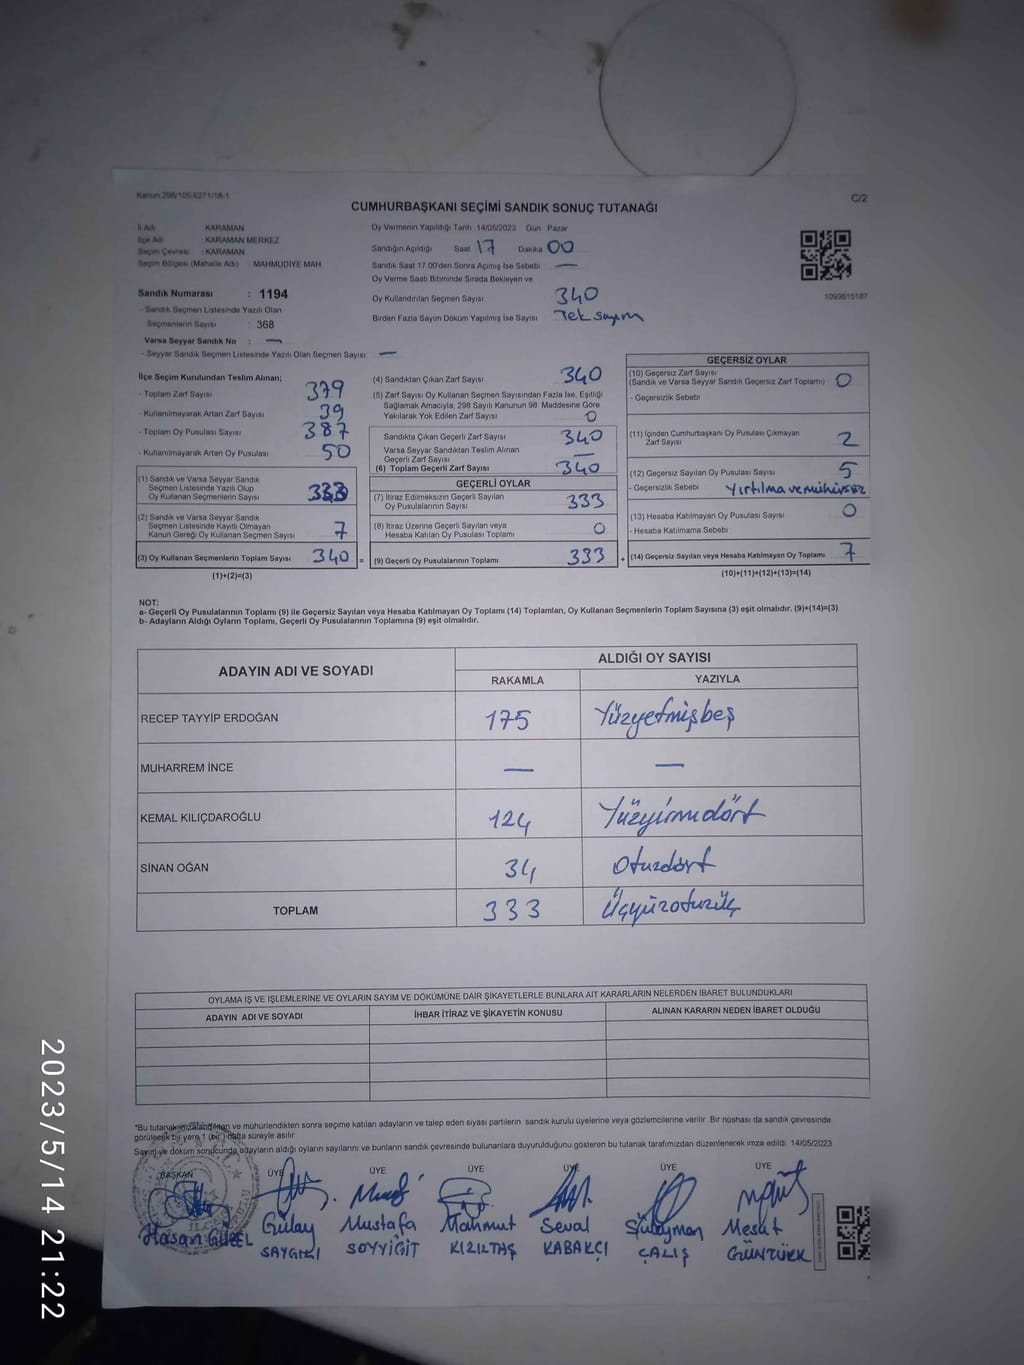 Kanun:298/105-6271/18-1
C/2
CUMHURBAŞKANI SEÇİMİ SANDIK SONUÇ TUTANAĞI
İl Adı : KARAMAN
İlçe Adı : KARAMAN MERKEZ
Seçim Çevresi : KARAMAN
Seçim Bölgesi (Mahalle Adı) : MAHMUDİYE MAH.
Sandık Numarası : 1194
- Sandık Seçmen Listesinde Yazılı Olan
Seçmenlerin Sayısı : 368
Varsa Seyyar Sandık No : —
- Seyyar Sandık Seçmen Listesinde Yazılı Olan Seçmen Sayısı: —
Oy Vermenin Yapıldığı Tarih :14/05/2023 Gün : Pazar
Sandığın Açıldığı Saat 17 Dakika 00
Sandık Saat 17.00'den Sonra Açımış İse Sebebi —
Oy Verme Saati Bitiminde Sırada Bekleyen ve
Oy Kullandırılan Seçmen Sayısı 340
Birden Fazla Sayım Döküm Yapılmış İse Sayısı Tek sayım
1093615187
İlçe Seçim Kurulundan Teslim Alınan;
- Toplam Zarf Sayısı 379
- Kullanılmayarak Artan Zarf Sayısı 39
- Toplam Oy Pusulası Sayısı 387
- Kullanılmayarak Artan Oy Pusulası 50
(1) Sandık ve Varsa Seyyar Sandık
Seçmen Listesinde Yazılı Olup
Oy Kullanan Seçmenlerin Sayısı 333
(2) Sandık ve Varsa Seyyar Sandık
Seçmen Listesinde Kayıtlı Olmayan
Kanun Gereği Oy Kullanan Seçmen Sayısı 7
(3) Oy Kullanan Seçmenlerin Toplam Sayısı 340 =
(1)+(2)=(3)
(4) Sandıktan Çıkan Zarf Sayısı 340
(5) Zarf Sayısı Oy Kullanan Seçmen Sayısından Fazla İse, Eşitliği
Sağlamak Amacıyla, 298 Sayılı Kanunun 98. Maddesine Göre
Yakılarak Yok Edilen Zarf Sayısı 0
Sandıkta Çıkan Geçerli Zarf Sayısı 340
Varsa Seyyar Sandıktan Teslim Alınan
Geçerli Zarf Sayısı —
(6) Toplam Geçerli Zarf Sayısı 340
GEÇERLİ OYLAR
(7) İtiraz Edilmeksizin Geçerli Sayılan
Oy Pusulalarının Sayısı 333
(8) İtiraz Üzerine Geçerli Sayılan veya
Hesaba Katılan Oy Pusulası Toplamı 0
(9) Geçerli Oy Pusulalarının Toplamı 333 +
GEÇERSİZ OYLAR
(10) Geçersiz Zarf Sayısı
(Sandık ve Varsa Seyyar Sandık Geçersiz Zarf Toplamı) 0
- Geçersizlik Sebebi
(11) İçinden Cumhurbaşkanı Oy Pusulası Çıkmayan
Zarf Sayısı 2
(12) Geçersiz Sayılan Oy Pusulası Sayısı 5
- Geçersizlik Sebebi Yırtılma ve mühürsüz
(13) Hesaba Katılmayan Oy Pusulası Sayısı 0
- Hesaba Katılmama Sebebi
(14) Geçersiz Sayılan veya Hesaba Katılmayan Oy Toplamı 7
(10)+(11)+(12)+(13)=(14)
NOT:
a- Geçerli Oy Pusulalarının Toplamı (9) ile Geçersiz Sayılan veya Hesaba Katılmayan Oy Toplamı (14) Toplamları, Oy Kullanan Seçmenlerin Toplam Sayısına (3) eşit olmalıdır. (9)+(14)=(3)
b- Adayların Aldığı Oyların Toplamı, Geçerli Oy Pusulalarının Toplamına (9) eşit olmalıdır.
ADAYIN ADI VE SOYADI ALDIĞI OY SAYISI
RAKAMLA YAZIYLA
RECEP TAYYİP ERDOĞAN 175 Yüzyetmişbeş
MUHARREM İNCE — —
KEMAL KILIÇDAROĞLU 124 Yüzyirmidört
SİNAN OĞAN 34 Otuzdört
TOPLAM 333 Üçyüzotuzüç
OYLAMA İŞ VE İŞLEMLERİNE VE OYLARIN SAYIM VE DÖKÜMÜNE DAİR ŞİKAYETLERLE BUNLARA AİT KARARLARIN NELERDEN İBARET BULUNDUKLARI
ADAYIN ADI VE SOYADI İHBAR İTİRAZ VE ŞİKAYETİN KONUSU ALINAN KARARIN NEDEN İBARET OLDUĞU
*Bu tutanak imzalandıktan ve mühürlendikten sonra seçime katılan adayların ve talep eden siyasi partilerin sandık kurulu üyelerine veya gözlemcilerine verilir. Bir nüshası da sandık çevresinde
görülecek bir yere 1 (bir ) hafta süreyle asılır.
Sayım ve döküm sonucunda adayların aldığı oyların sayılarını ve bunların sandık çevresinde bulunanlara duyurulduğunu gösteren bu tutanak tarafımızdan düzenlenerek imza edildi. 14/05/2023
BAŞKAN ÜYE ÜYE ÜYE ÜYE ÜYE ÜYE
Hasan GÜZEL Gülay Mustafa Mahmut Seval Süleyman Mesut
SAYGILI SOYYİĞİT KIZILTAŞ KABAKÇI ÇALIŞ GÜNTÜRK
2023/5/14 21:22